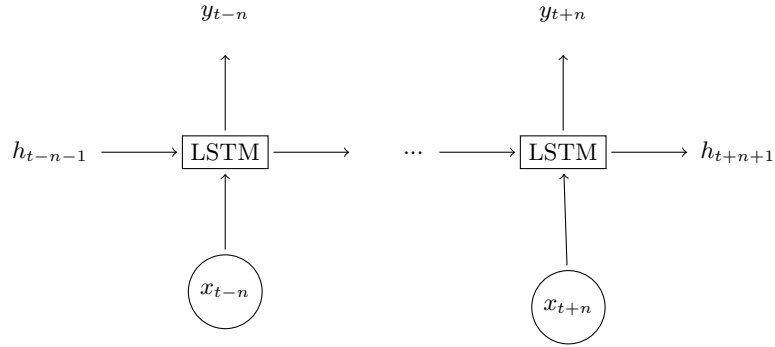 y_{t-n} y_{t+n}
h_{t-n-1} LSTM ... LSTM h_{t+n+1}
x_{t-n} x_{t+n}